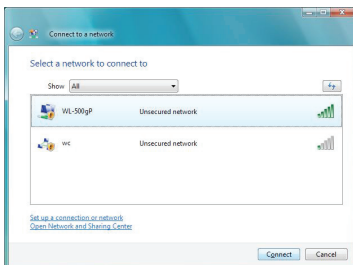 Connect to a network
Select a network to connect to
Show All
WL-500gP Unsecured network
wc Unsecured network
Set up a connection or network
Open Network and Sharing Center
Connect Cancel